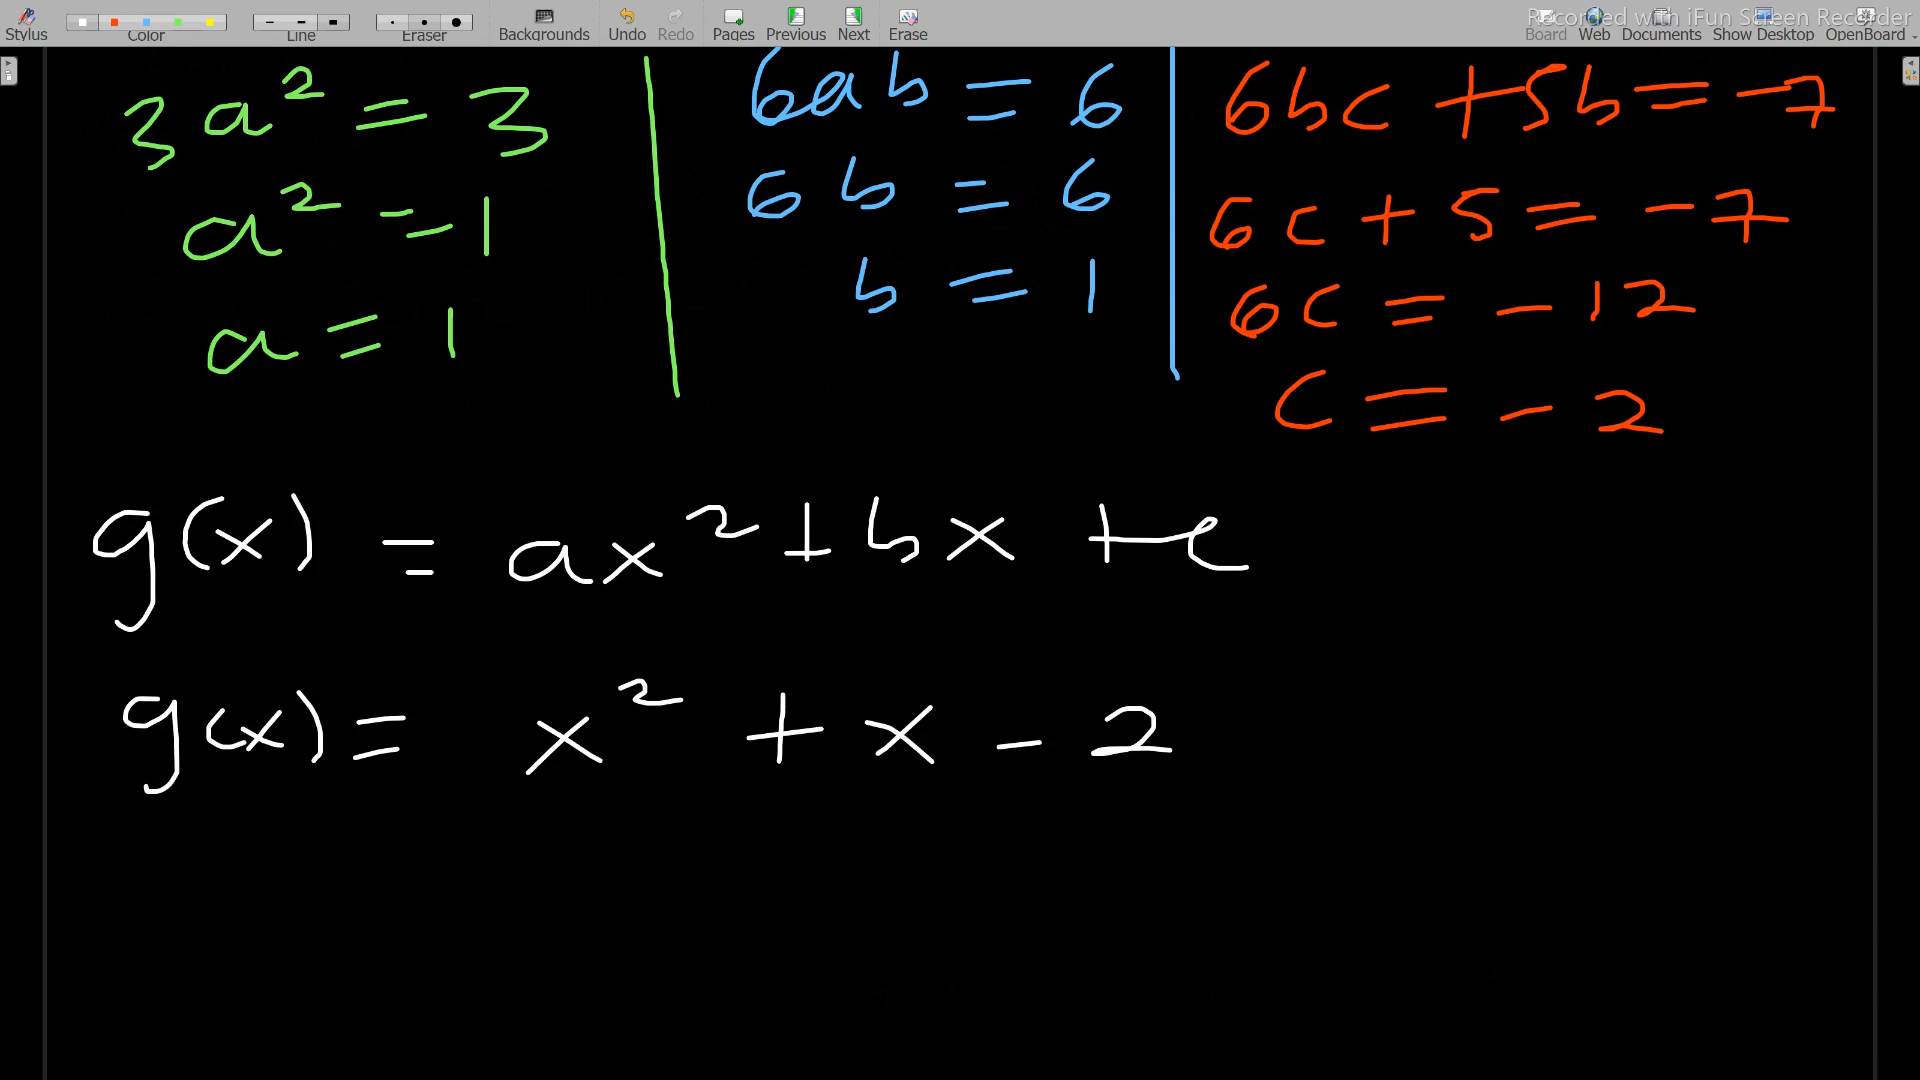 Recorded with iFun Screen Recorder
Stylus Color Line Eraser Backgrounds Undo Redo Pages Previous Next Erase Board Web Documents Show Desktop OpenBoard
3a² = 3
a² = 1
a = 1
6ab = 6
6b = 6
b = 1
6bc + 5b = -7
6c + 5 = -7
6c = -12
c = -2
g(x) = ax² + bx + c
g(x) = x² + x - 2